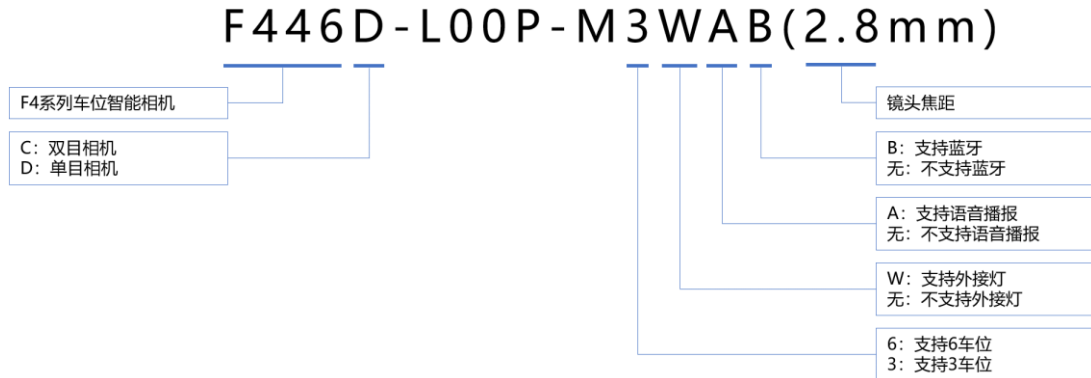 F446D-L00P-M3WAB(2.8mm)
F4系列车位智能相机
C：双目相机
D：单目相机
镜头焦距
B：支持蓝牙
无：不支持蓝牙
A：支持语音播报
无：不支持语音播报
W：支持外接灯
无：不支持外接灯
6：支持6车位
3：支持3车位